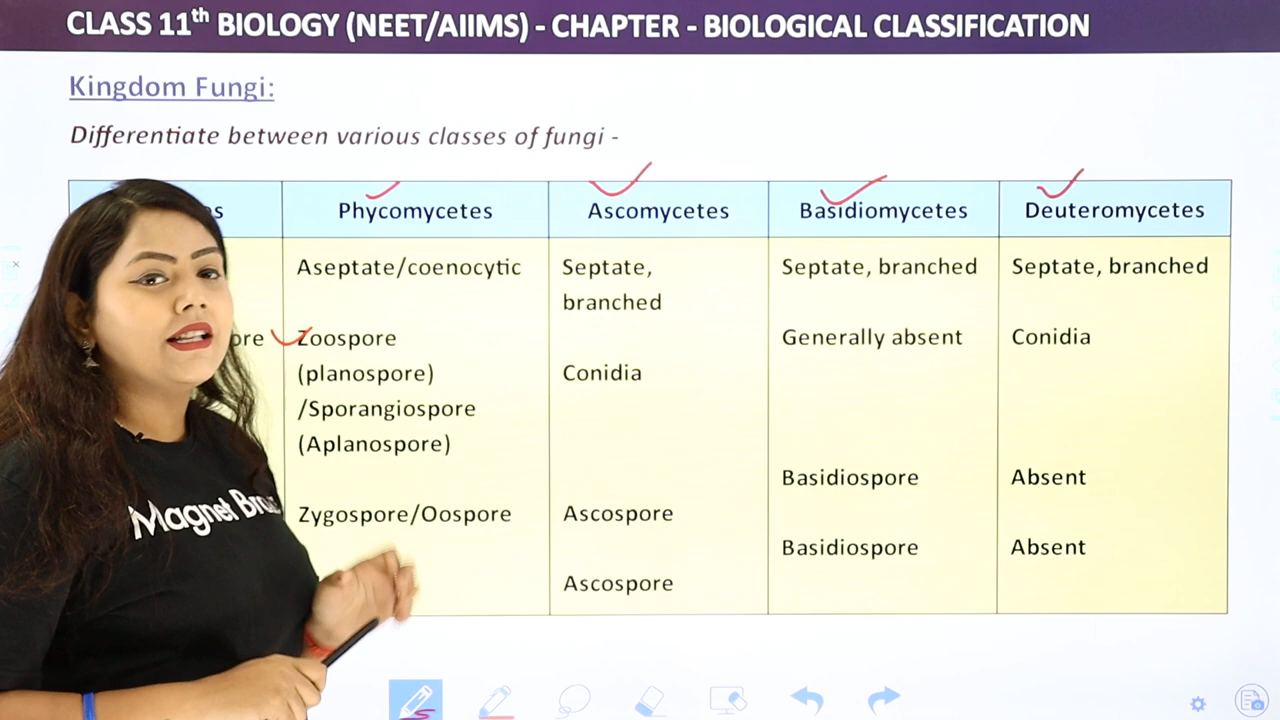 CLASS 11th BIOLOGY (NEET/AIIMS) - CHAPTER - BIOLOGICAL CLASSIFICATION
Kingdom Fungi:
Differentiate between various classes of fungi -
Phycomycetes Ascomycetes Basidiomycetes Deuteromycetes
Aseptate/coenocytic Septate, Septate, branched Septate, branched
branched
Zoospore Generally absent Conidia
(planospore) Conidia
/Sporangiospore
(Aplanospore)
Basidiospore Absent
Zygospore/Oospore Ascospore
Basidiospore Absent
Ascospore
Magnet